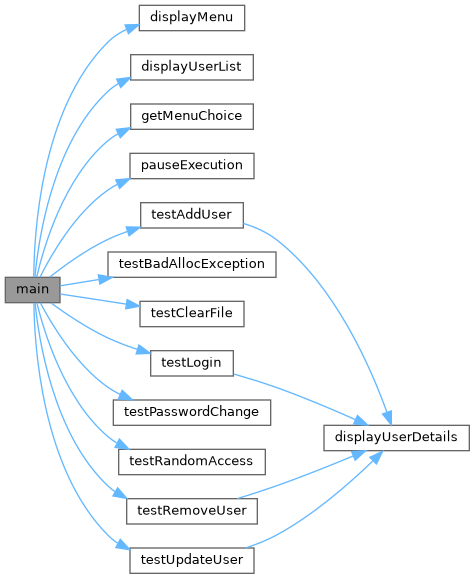 displayMenu
displayUserList
getMenuChoice
pauseExecution
testAddUser
testBadAllocException
main
testClearFile
testLogin
testPasswordChange
displayUserDetails
testRandomAccess
testRemoveUser
testUpdateUser